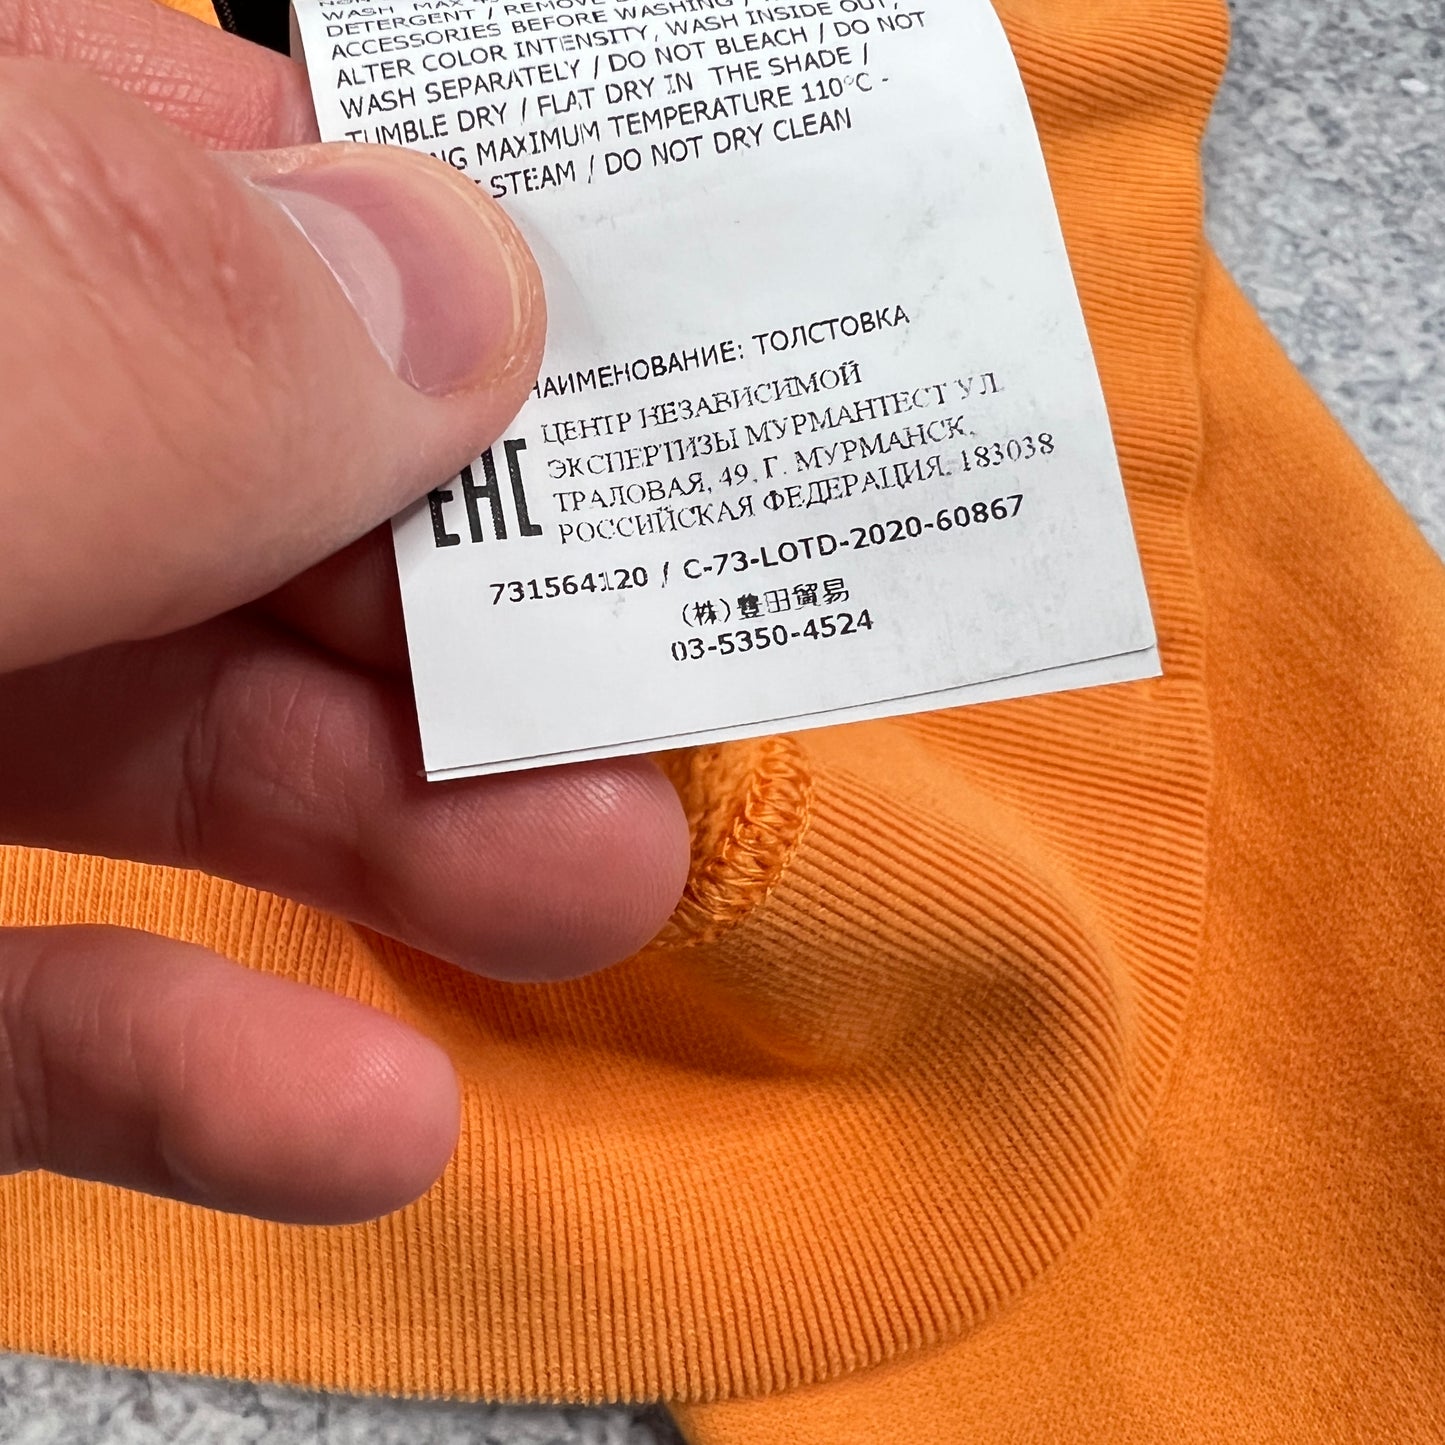 WASH MAX
DETERGENT / REMOVE
ACCESSORIES BEFORE WASHING /
ALTER COLOR INTENSITY, WASH INSIDE OUT,
WASH SEPARATELY / DO NOT BLEACH / DO NOT
TUMBLE DRY / FLAT DRY IN THE SHADE /
MAXIMUM TEMPERATURE 110°C -
STEAM / DO NOT DRY CLEAN
НАИМЕНОВАНИЕ: ТОЛСТОВКА
ЦЕНТР НЕЗАВИСИМОЙ
ЭКСПЕРТИЗЫ МУРМАНТЕСТ УЛ.
ТРАЛОВАЯ, 49, Г. МУРМАНСК,
РОССИЙСКАЯ ФЕДЕРАЦИЯ, 183038
EAC
731564120 / C-73-LOTD-2020-60867
(株)豊田貿易
03-5350-4524